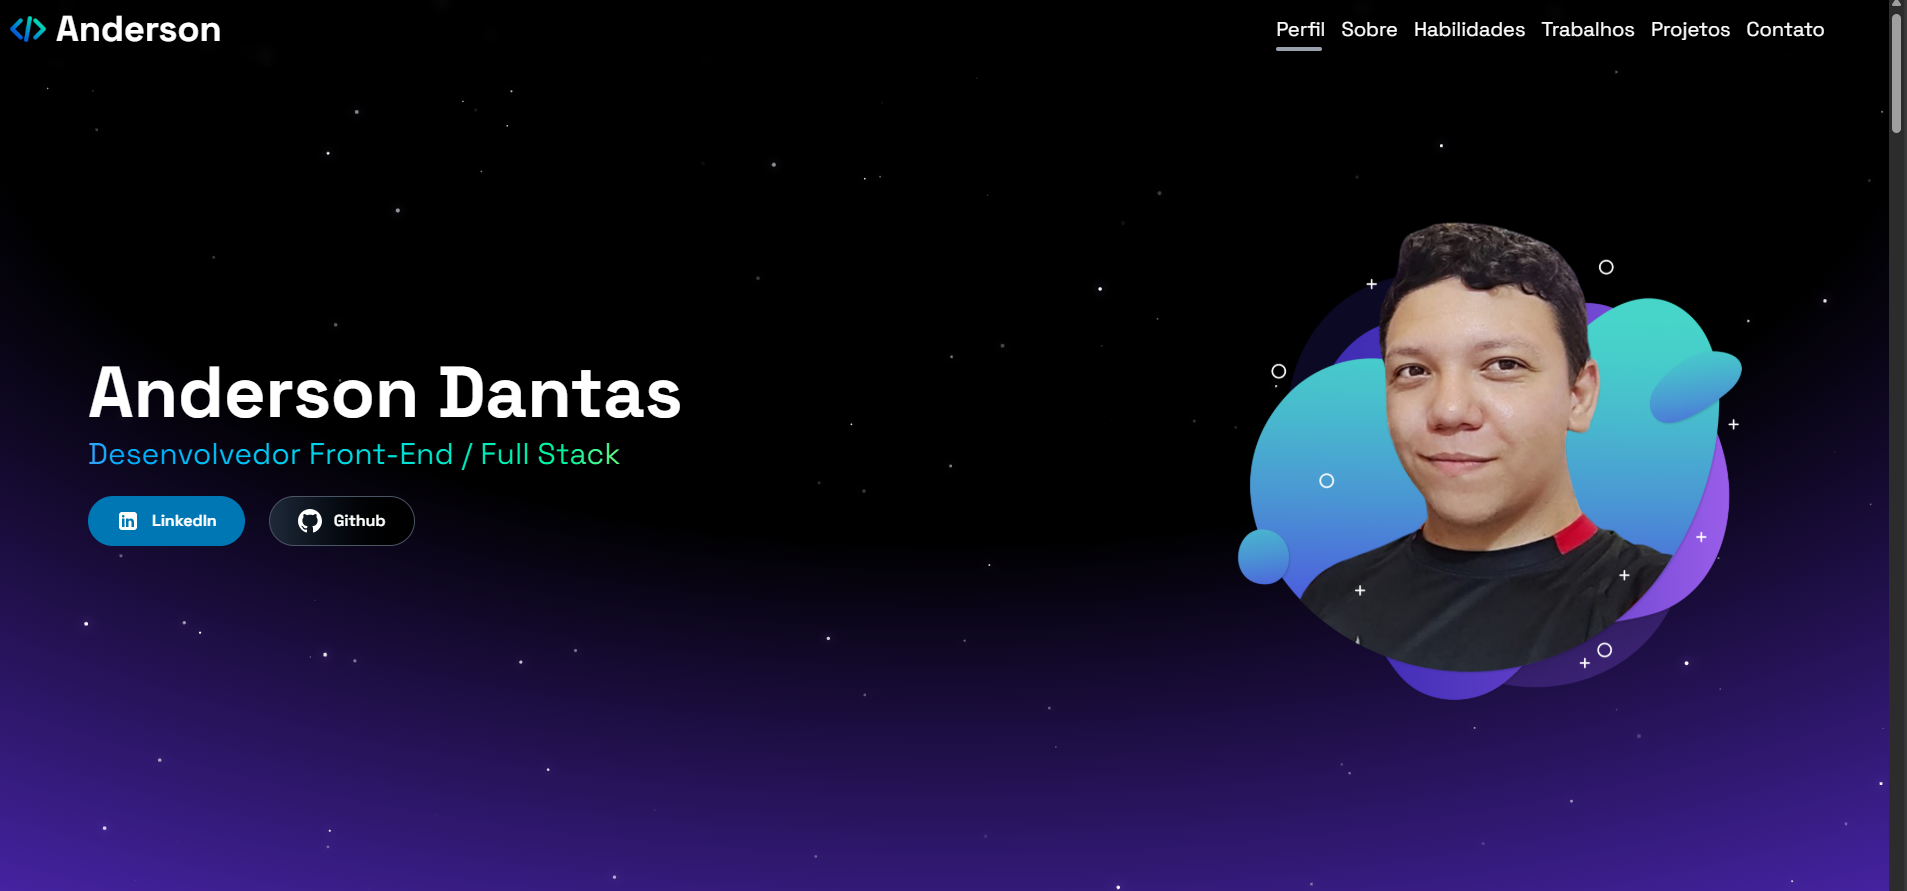 Anderson
Perfil Sobre Habilidades Trabalhos Projetos Contato
Anderson Dantas
Desenvolvedor Front-End / Full Stack
LinkedIn Github